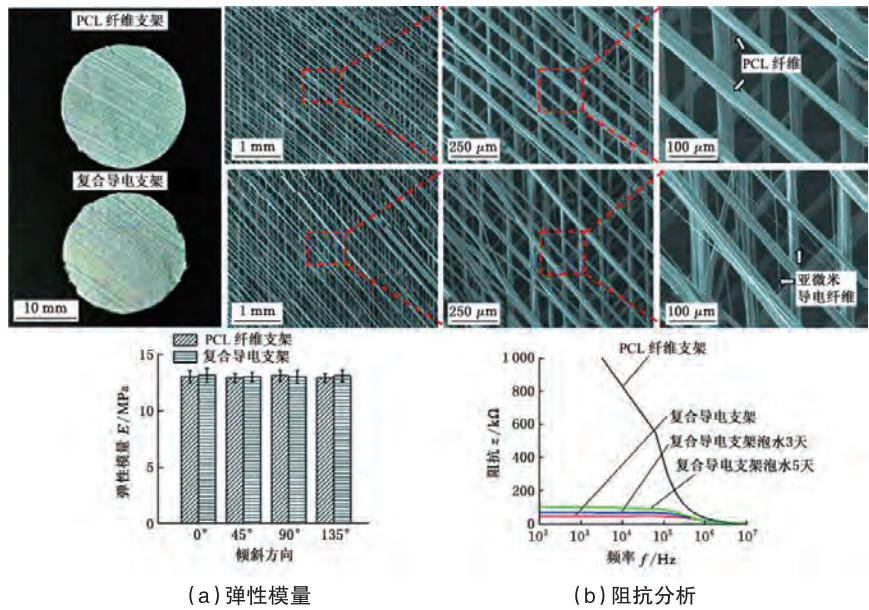 PCL 纤维支架
复合导电支架
10 mm
1 mm
250 μm
PCL 纤维
100 μm
1 mm
250 μm
亚微米
导电纤维
100 μm
PCL 纤维支架
复合导电支架
弹性模量 E/MPa
15
10
5
0
0° 45° 90° 135°
倾斜方向
(a)弹性模量
PCL 纤维支架
复合导电支架
复合导电支架泡水3天
复合导电支架泡水5天
阻抗 z/kΩ
1 000
800
600
400
200
0
10² 10³ 10⁴ 10⁵ 10⁶ 10⁷
频率 f/Hz
(b)阻抗分析